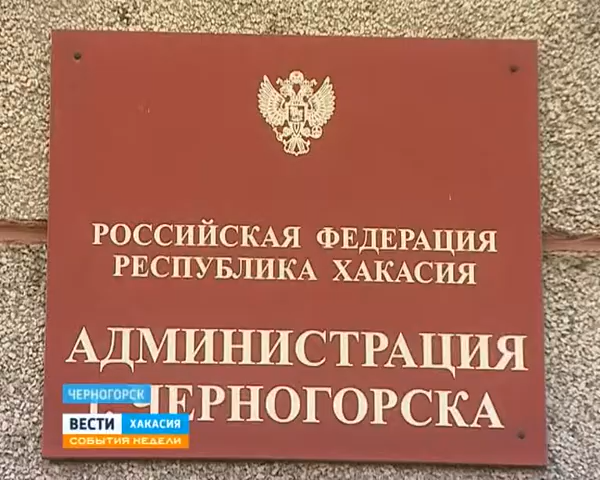 РОССИЙСКАЯ ФЕДЕРАЦИЯ
РЕСПУБЛИКА ХАКАСИЯ
АДМИНИСТРАЦИЯ
г. ЧЕРНОГОРСКА
ЧЕРНОГОРСК
ВЕСТИ ХАКАСИЯ
СОБЫТИЯ НЕДЕЛИ